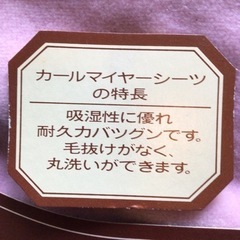 カールマイヤーシーツ
の特長
吸湿性に優れ
耐久力バツグンです。
毛抜けがなく、
丸洗いができます。